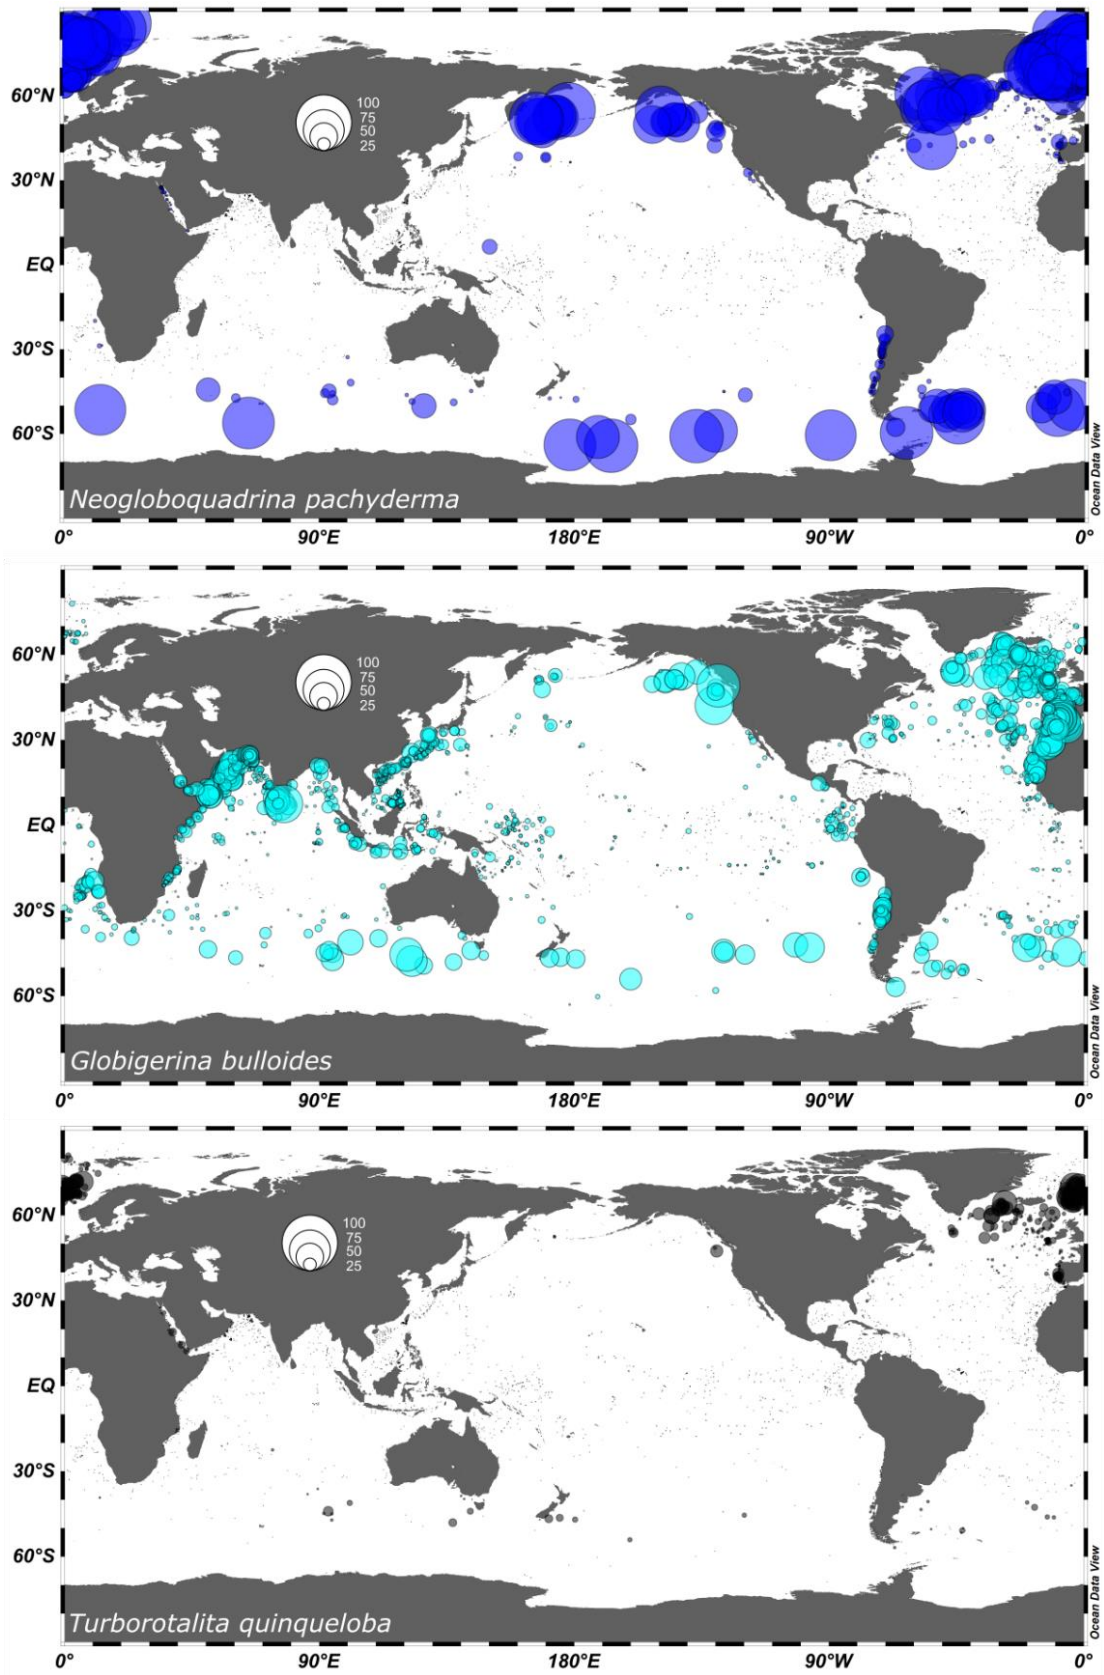 60°N
30°N
EQ
30°S
60°S
100
75
50
25
Neogloboquadrina pachyderma
Ocean Data View
0° 90°E 180°E 90°W 0°
60°N
30°N
EQ
30°S
60°S
100
75
50
25
Globigerina bulloides
Ocean Data View
0° 90°E 180°E 90°W 0°
60°N
30°N
EQ
30°S
60°S
100
75
50
25
Turborotalita quinqueloba
Ocean Data View
0° 90°E 180°E 90°W 0°